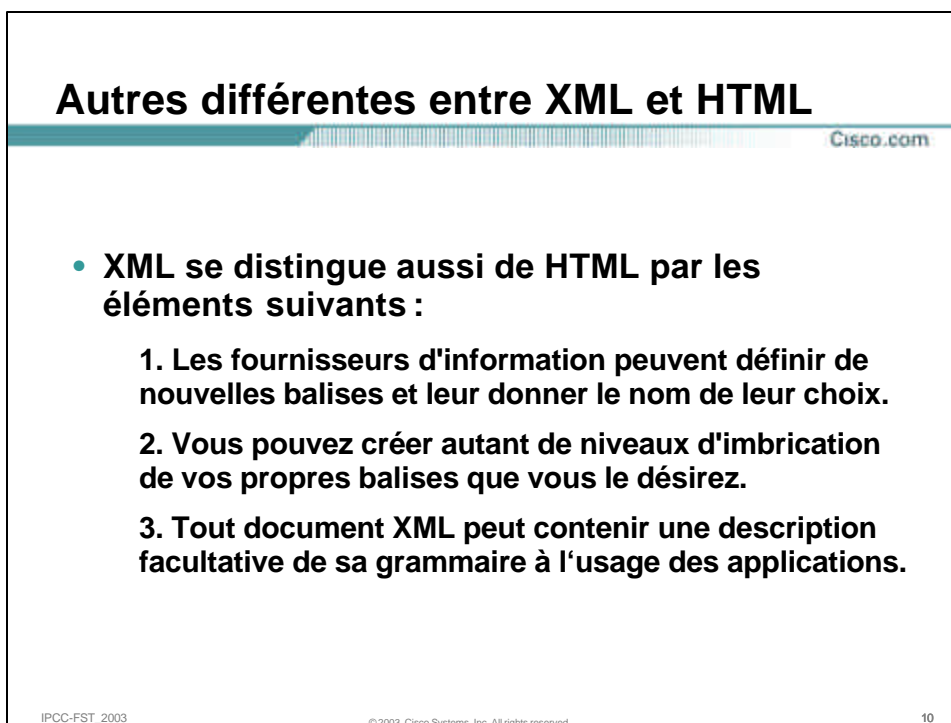 Autres différentes entre XML et HTML
Cisco.com
• XML se distingue aussi de HTML par les
éléments suivants :
1. Les fournisseurs d'information peuvent définir de
nouvelles balises et leur donner le nom de leur choix.
2. Vous pouvez créer autant de niveaux d'imbrication
de vos propres balises que vous le désirez.
3. Tout document XML peut contenir une description
facultative de sa grammaire à l‘usage des applications.
IPCC-FST_2003
© 2003, Cisco Systems, Inc. All rights reserved.
10